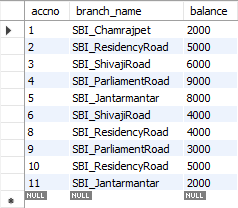 accno branch_name balance
1 SBI_Chamrajpet 2000
2 SBI_ResidencyRoad 5000
3 SBI_ShivajiRoad 6000
4 SBI_ParliamentRoad 9000
5 SBI_Jantarmantar 8000
6 SBI_ShivajiRoad 4000
8 SBI_ResidencyRoad 4000
9 SBI_ParliamentRoad 3000
10 SBI_ResidencyRoad 5000
11 SBI_Jantarmantar 2000
NULL NULL NULL